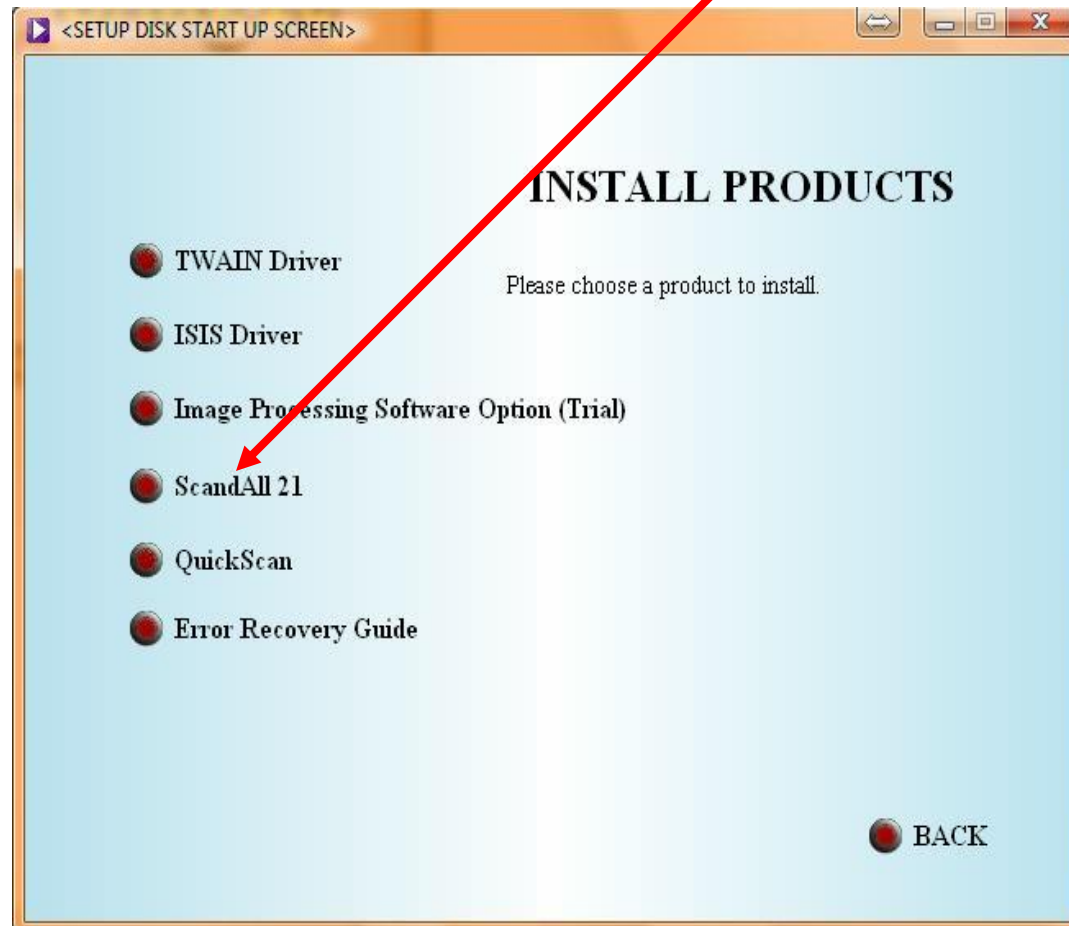 <SETUP DISK START UP SCREEN>
INSTALL PRODUCTS
TWAIN Driver
Please choose a product to install.
ISIS Driver
Image Processing Software Option (Trial)
ScandAll 21
QuickScan
Error Recovery Guide
BACK